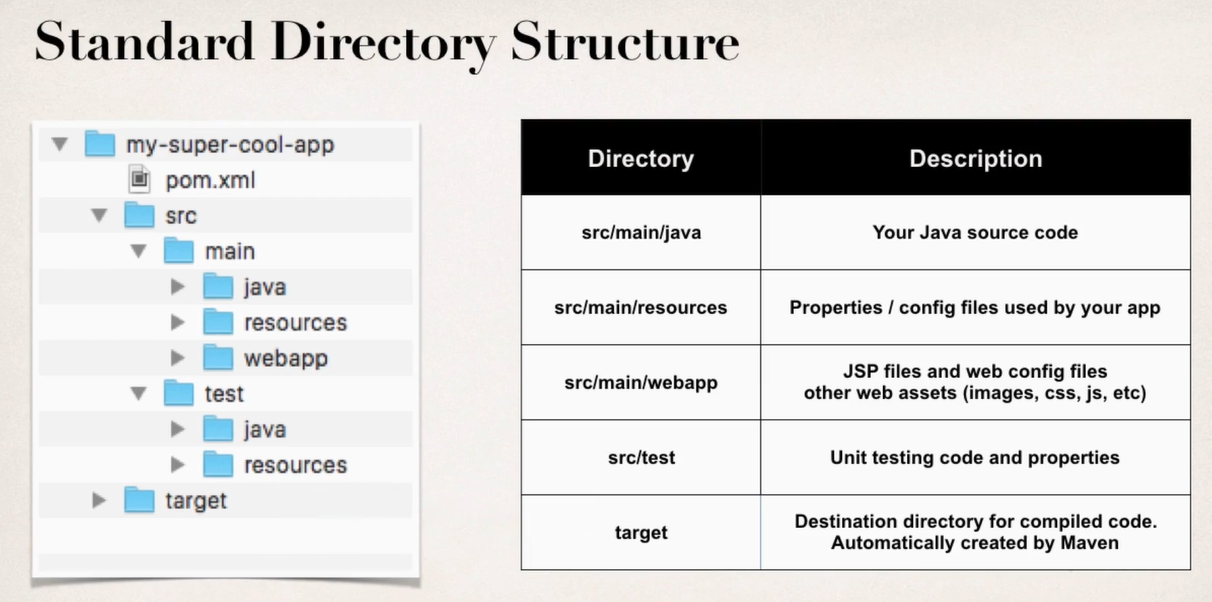 Standard Directory Structure
my-super-cool-app
pom.xml
src
main
java
resources
webapp
test
java
resources
target
Directory Description
src/main/java Your Java source code
src/main/resources Properties / config files used by your app
src/main/webapp JSP files and web config files
other web assets (images, css, js, etc)
src/test Unit testing code and properties
target Destination directory for compiled code.
Automatically created by Maven